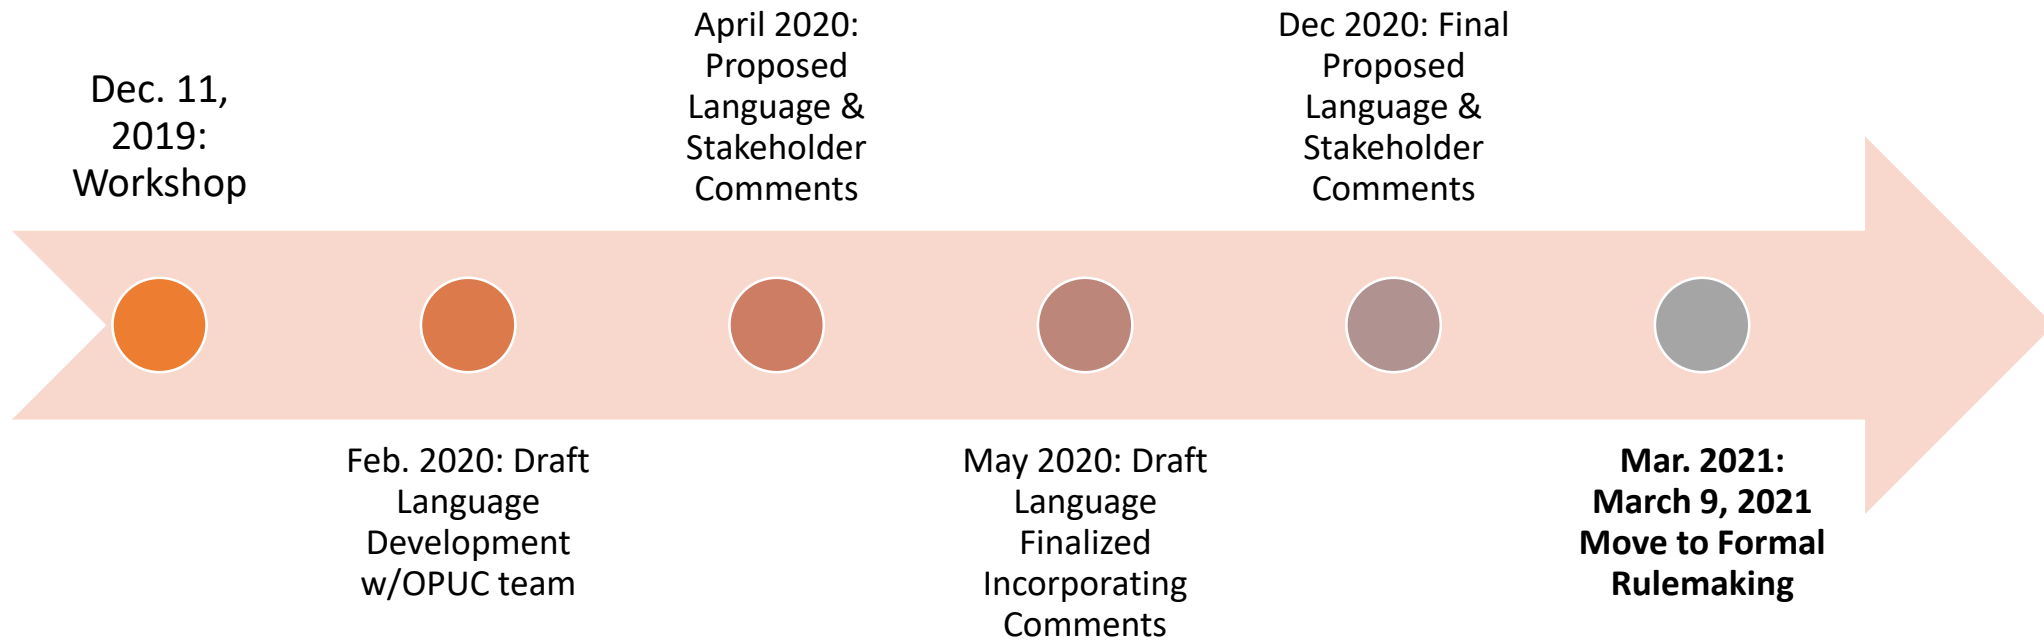 Dec. 11,
2019:
Workshop
Feb. 2020: Draft
Language
Development
w/OPUC team
April 2020:
Proposed
Language &
Stakeholder
Comments
May 2020: Draft
Language
Finalized
Incorporating
Comments
Dec 2020: Final
Proposed
Language &
Stakeholder
Comments
Mar. 2021:
March 9, 2021
Move to Formal
Rulemaking